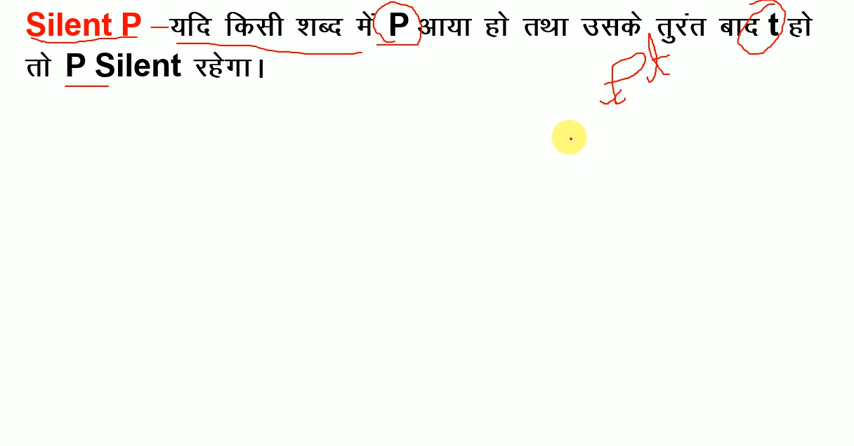 Silent P – यदि किसी शब्द में P आया हो तथा उसके तुरंत बाद t हो
तो P Silent रहेगा।
Pt